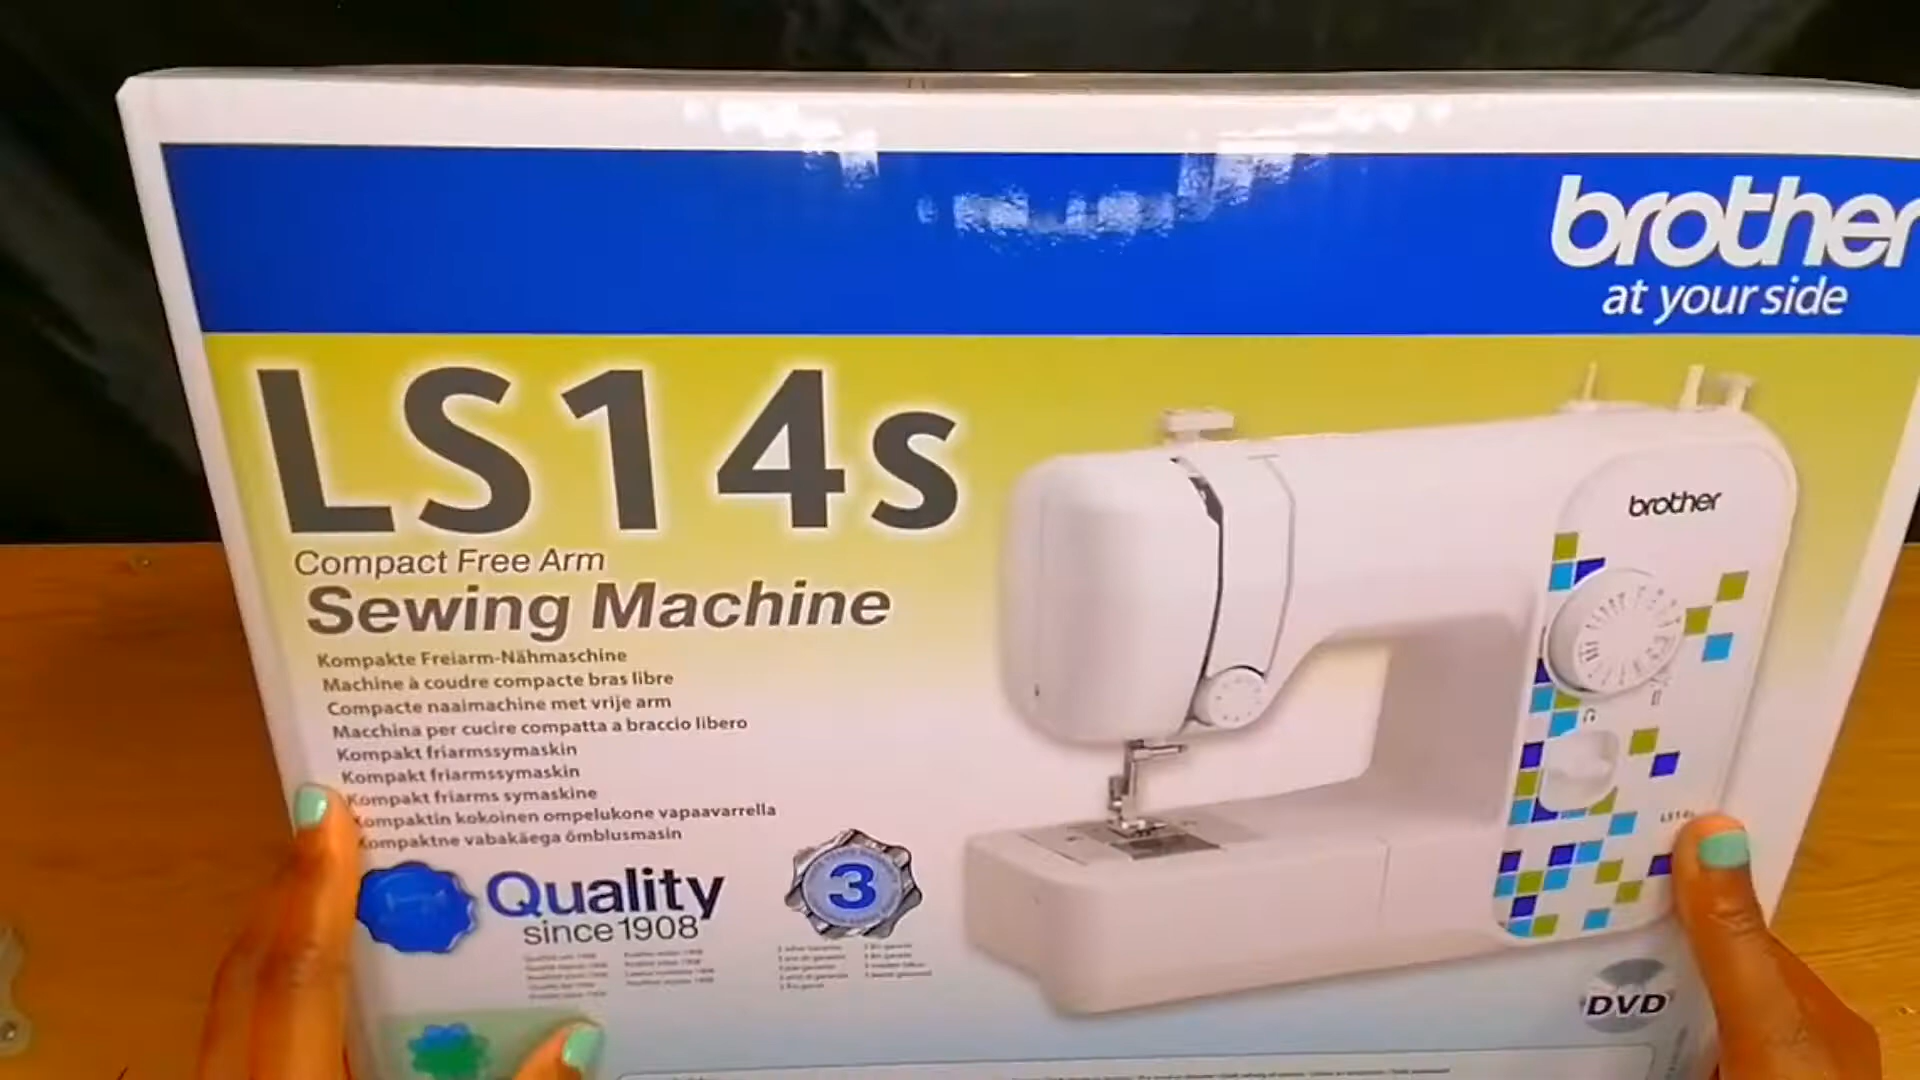 brother
at your side
LS14s
Compact Free Arm
Sewing Machine
Kompakte Freiarm-Nähmaschine
Machine à coudre compacte bras libre
Compacte naaimachine met vrije arm
Macchina per cucire compatta a braccio libero
Kompakt friarmssymaskin
Kompakt friarmssymaskin
Kompakt friarms symaskine
Kompaktin kokoinen ompelukone vapaavarrella
Kompaktne vabakäega õmblusmasin
Quality
since 1908
3
brother
LS14s
DVD